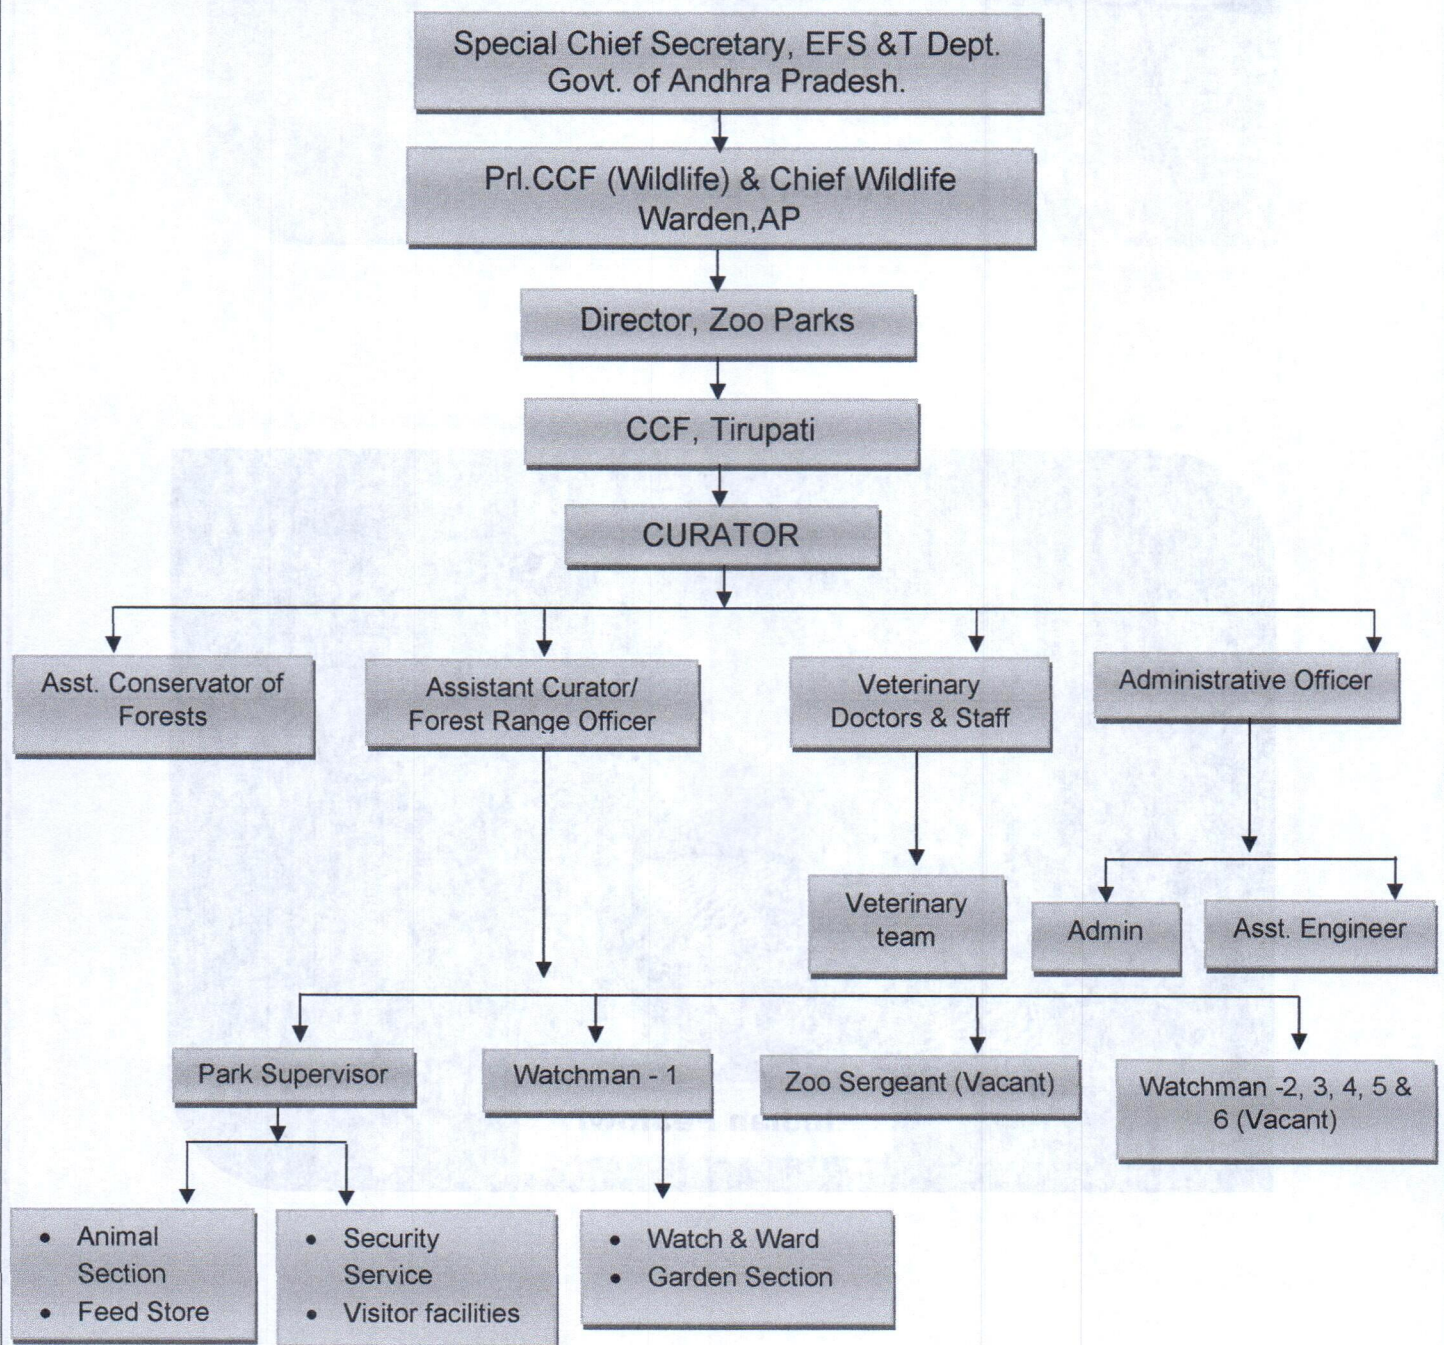 Special Chief Secretary, EFS &T Dept.
Govt. of Andhra Pradesh.
Prl.CCF (Wildlife) & Chief Wildlife
Warden,AP
Director, Zoo Parks
CCF, Tirupati
CURATOR
Asst. Conservator of
Forests
Assistant Curator/
Forest Range Officer
Veterinary
Doctors & Staff
Administrative Officer
Veterinary
team
Admin
Asst. Engineer
Park Supervisor
Watchman - 1
Zoo Sergeant (Vacant)
Watchman -2, 3, 4, 5 &
6 (Vacant)
• Animal
Section
• Feed Store
• Security
Service
• Visitor facilities
• Watch & Ward
• Garden Section